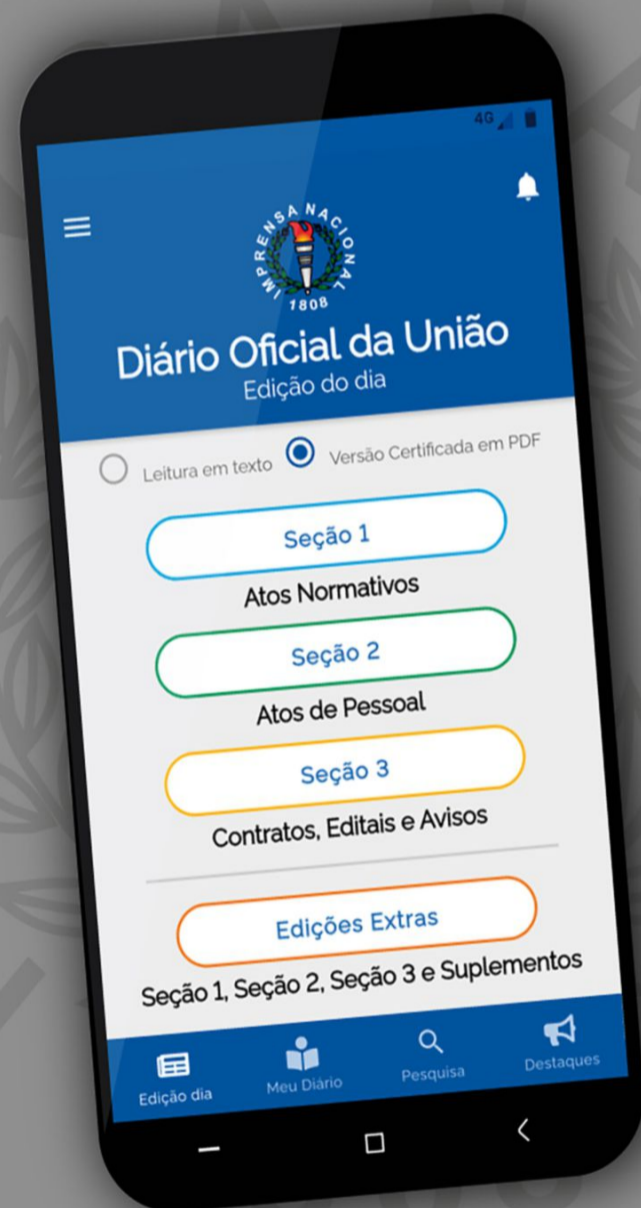 4G
IMPRENSA NACIONAL
1808
Diário Oficial da União
Edição do dia
Leitura em texto Versão Certificada em PDF
Seção 1
Atos Normativos
Seção 2
Atos de Pessoal
Seção 3
Contratos, Editais e Avisos
Edições Extras
Seção 1, Seção 2, Seção 3 e Suplementos
Edição dia Meu Diário Pesquisa Destaques